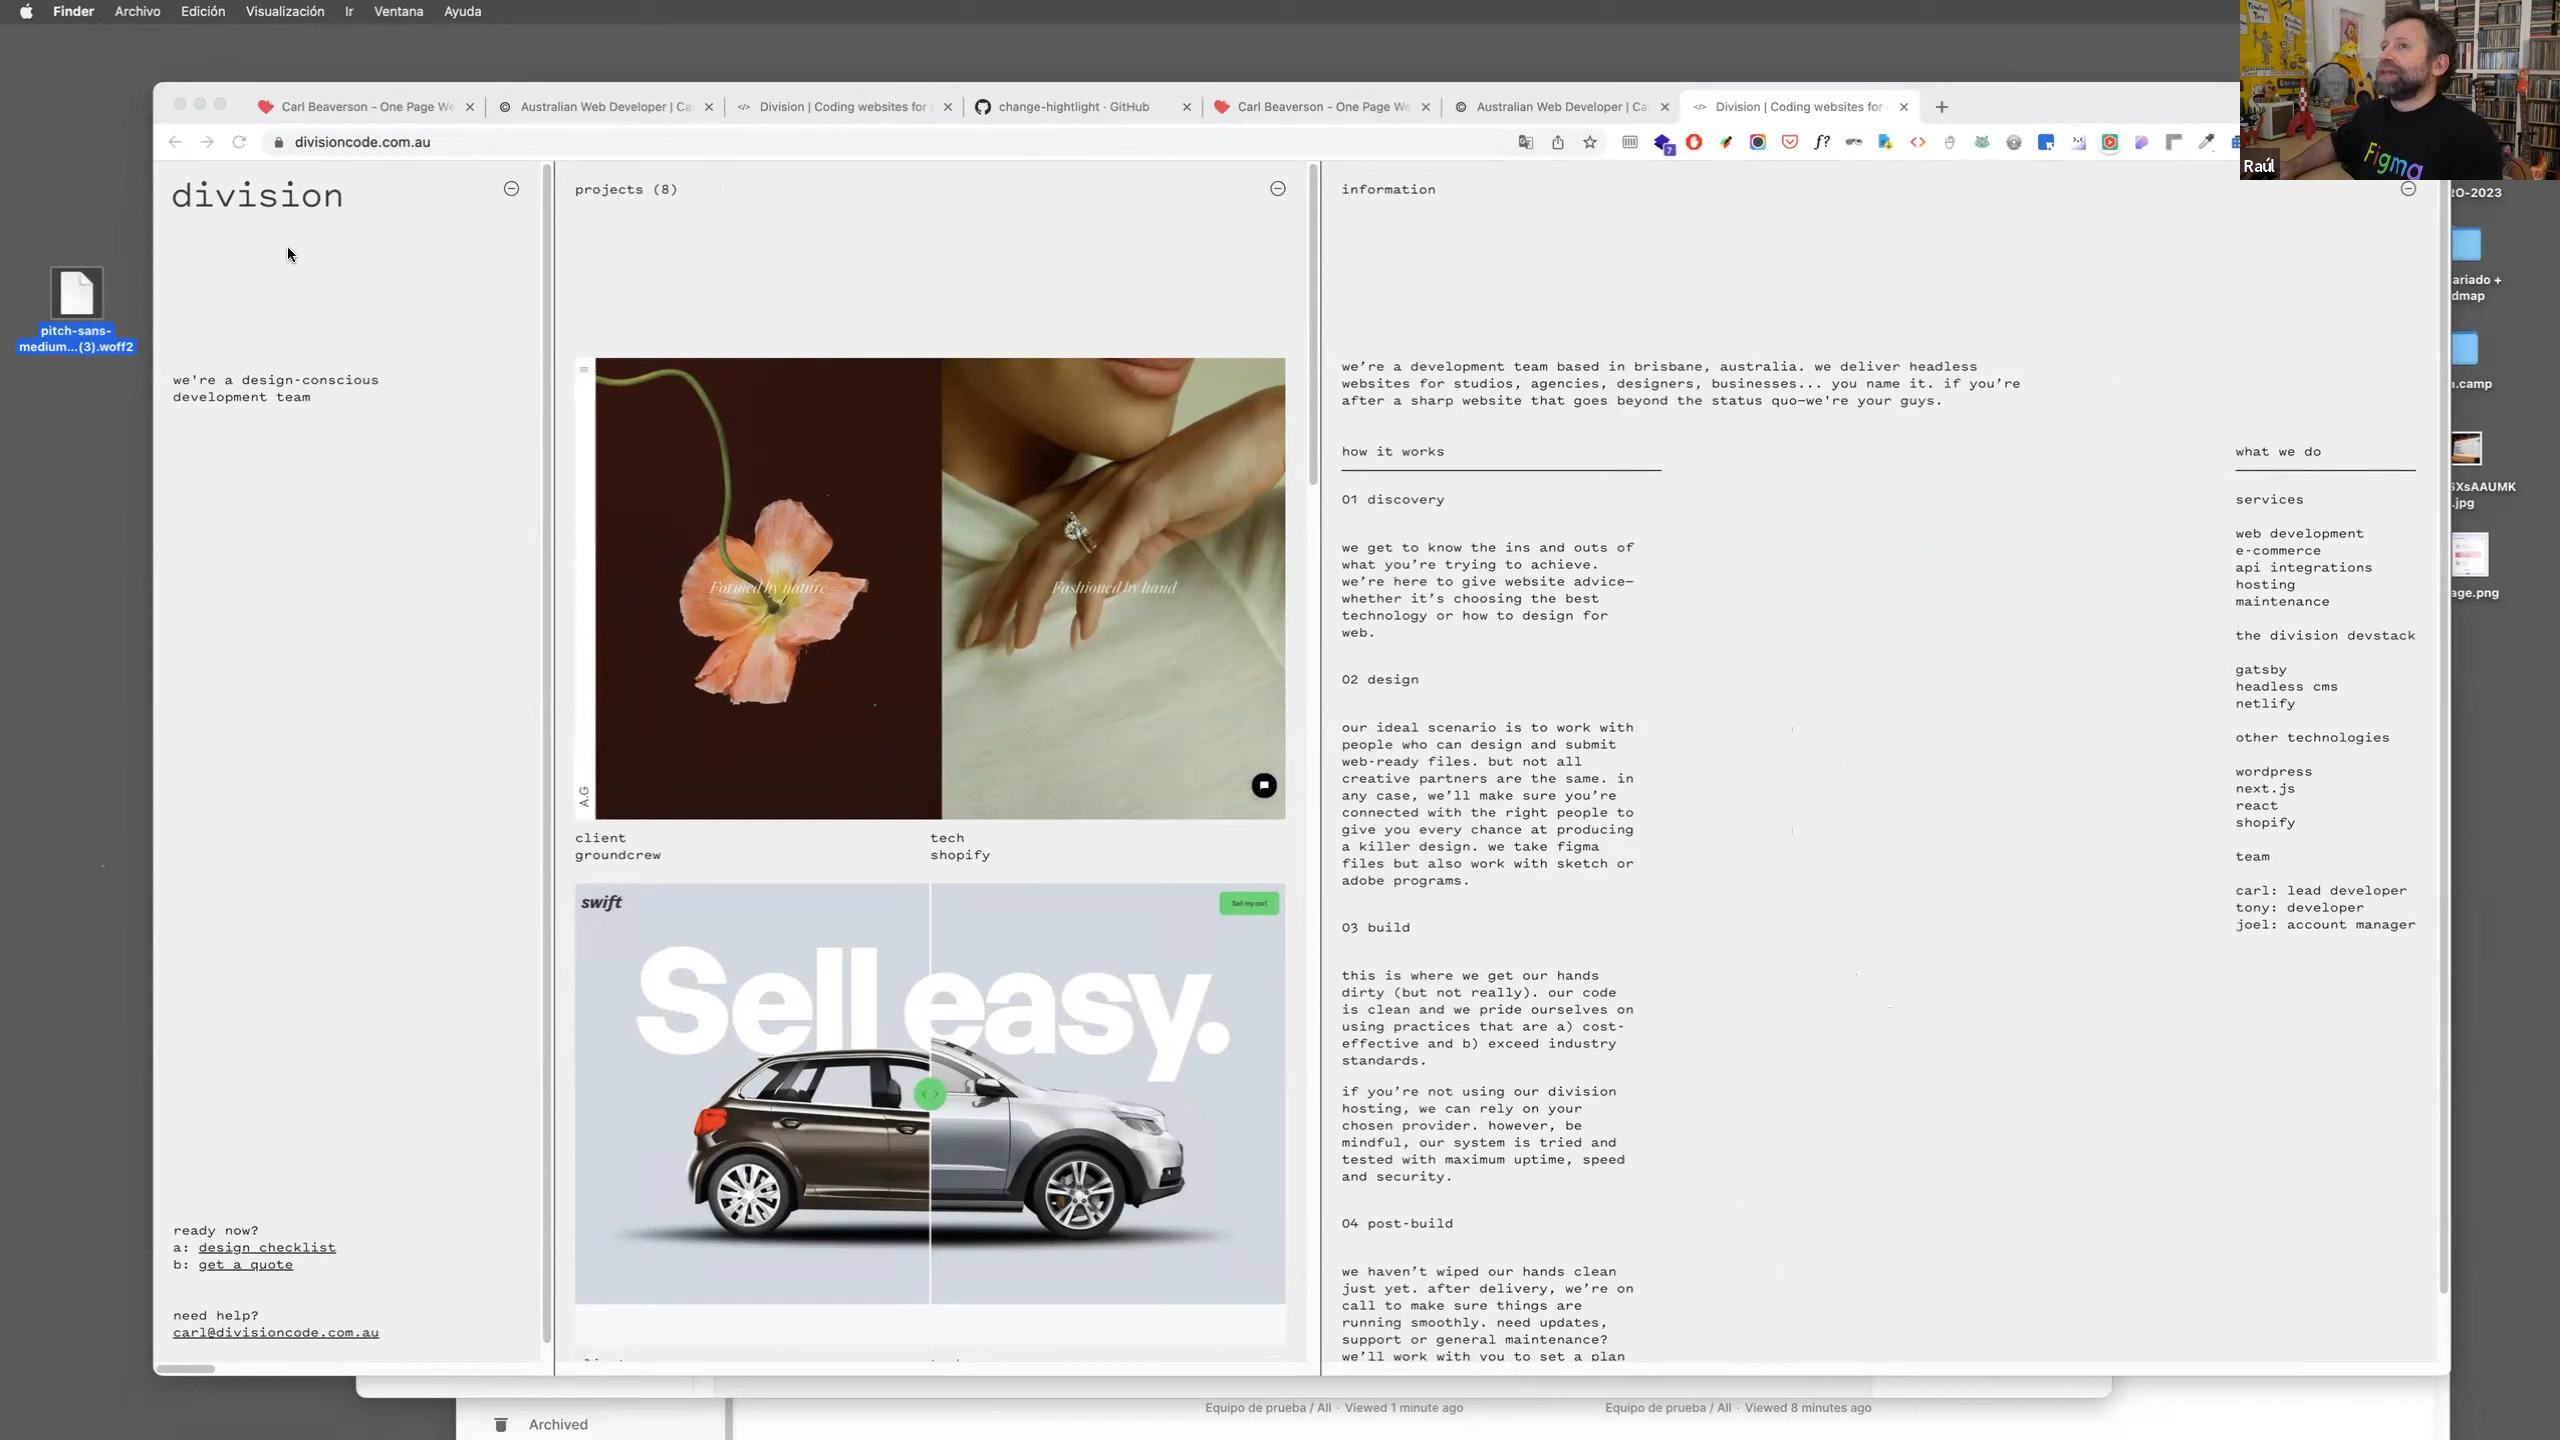 Finder Archivo Edición Visualización Ir Ventana Ayuda
Carl Beaverson - One Page We
Australian Web Developer | Ca
Division | Coding websites for
change-hightlight · GitHub
Carl Beaverson - One Page We
Australian Web Developer | Ca
Division | Coding websites for
divisioncode.com.au
f?
7
Figma
Raúl
pitch-sans-
medium...(3).woff2
division
we're a design-conscious
development team
ready now?
a: design checklist
b: get a quote
need help?
carl@divisioncode.com.au
projects (8)
Formed by nature
Fashioned by hand
A.G
client
groundcrew
tech
shopify
swift
Sell my car!
Sell easy.
information
we’re a development team based in brisbane, australia. we deliver headless
websites for studios, agencies, designers, businesses... you name it. if you’re
after a sharp website that goes beyond the status quo—we're your guys.
how it works
01 discovery
we get to know the ins and outs of
what you’re trying to achieve.
we’re here to give website advice—
whether it’s choosing the best
technology or how to design for
web.
02 design
our ideal scenario is to work with
people who can design and submit
web-ready files. but not all
creative partners are the same. in
any case, we’ll make sure you’re
connected with the right people to
give you every chance at producing
a killer design. we take figma
files but also work with sketch or
adobe programs.
03 build
this is where we get our hands
dirty (but not really). our code
is clean and we pride ourselves on
using practices that are a) cost-
effective and b) exceed industry
standards.
if you’re not using our division
hosting, we can rely on your
chosen provider. however, be
mindful, our system is tried and
tested with maximum uptime, speed
and security.
04 post-build
we haven’t wiped our hands clean
just yet. after delivery, we’re on
call to make sure things are
running smoothly. need updates,
support or general maintenance?
we’ll work with you to set a plan
what we do
services
web development
e-commerce
api integrations
hosting
maintenance
the division devstack
gatsby
headless cms
netlify
other technologies
wordpress
next.js
react
shopify
team
carl: lead developer
tony: developer
joel: account manager
RO-2023
ariado +
dmap
a.camp
6XsAAUMK
.jpg
age.png
Archived
Equipo de prueba / All · Viewed 1 minute ago
Equipo de prueba / All · Viewed 8 minutes ago